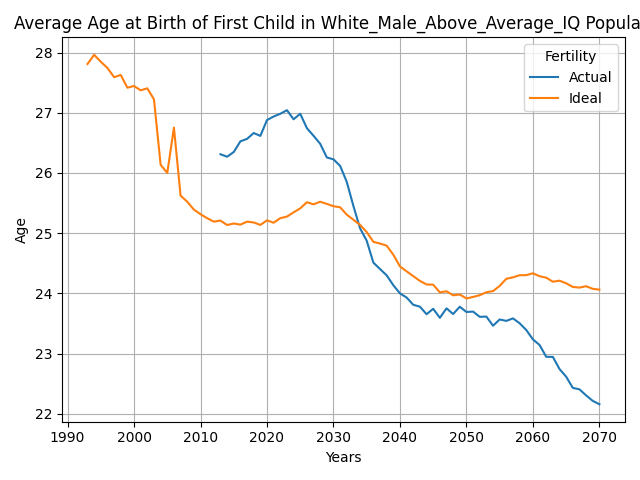 Average Age at Birth of First Child in White_Male_Above_Average_IQ Popula
28
27
26
25
24
23
22
Age
1990
2000
2010
2020
2030
2040
2050
2060
2070
Years
Fertility
Actual
Ideal